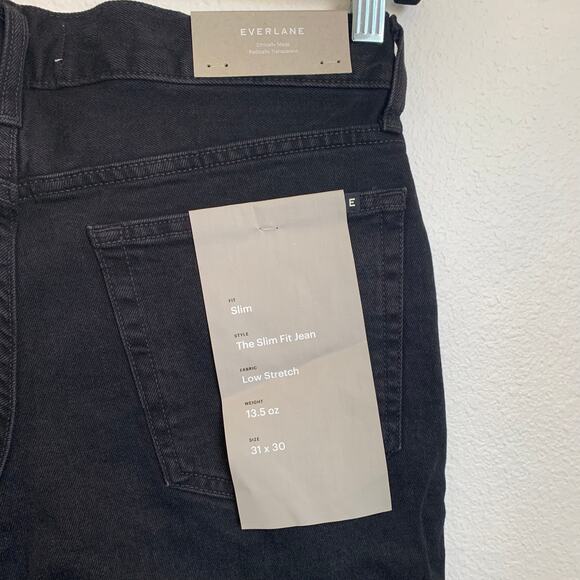 EVERLANE
Ethically Made
Radically Transparent
E
FIT
Slim
STYLE
The Slim Fit Jean
FABRIC
Low Stretch
WEIGHT
13.5 oz
SIZE
31 x 30